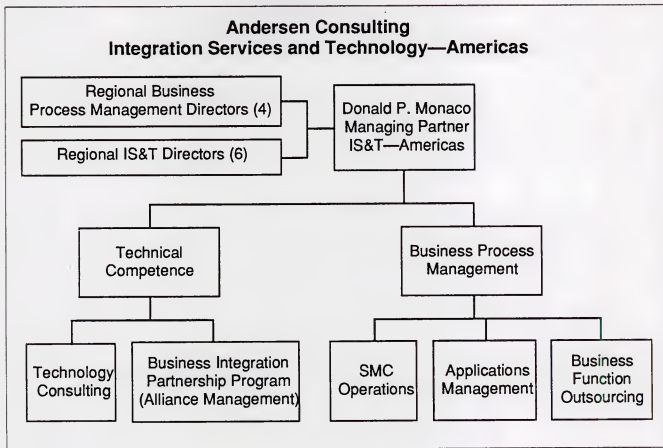 Andersen Consulting
Integration Services and Technology—Americas
Regional Business
Process Management Directors (4)
Regional IS&T Directors (6)
Donald P. Monaco
Managing Partner
IS&T—Americas
Technical
Competence
Business Process
Management
Technology
Consulting
Business Integration
Partnership Program
(Alliance Management)
SMC
Operations
Applications
Management
Business
Function
Outsourcing